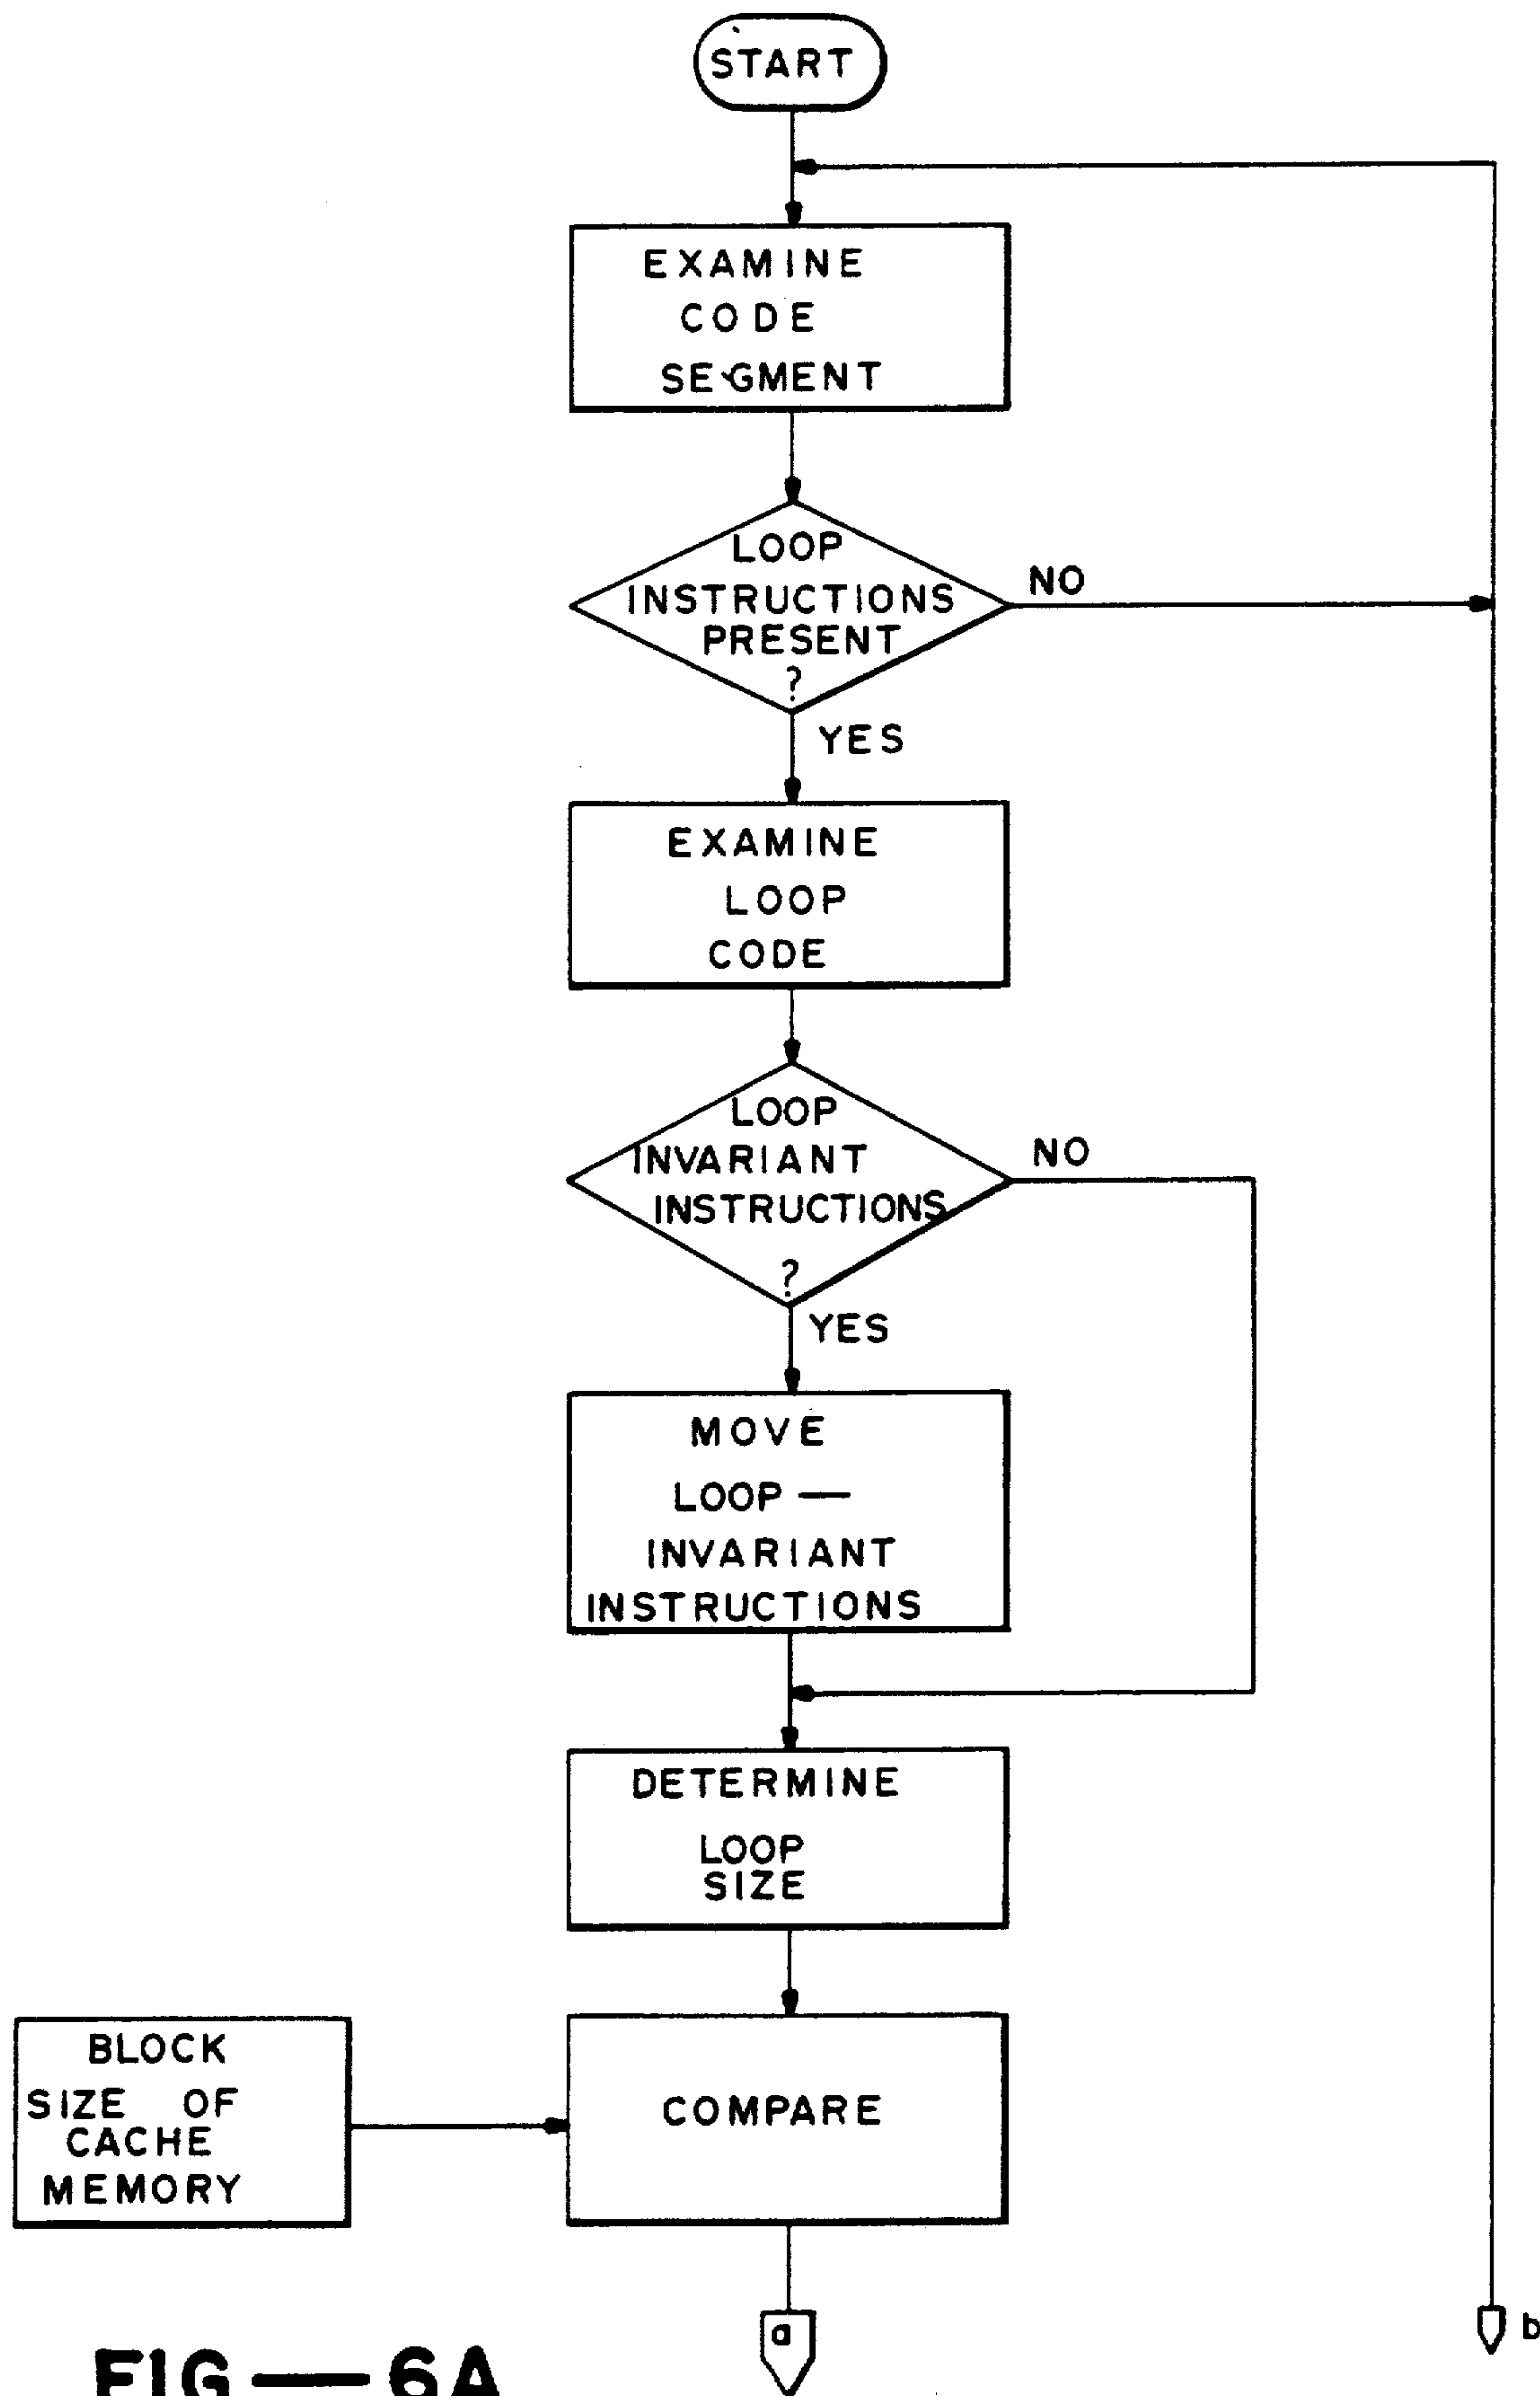 START
EXAMINE
CODE
SEGMENT
LOOP
INSTRUCTIONS
PRESENT
?
NO
YES
EXAMINE
LOOP
CODE
LOOP
INVARIANT
INSTRUCTIONS
?
NO
YES
MOVE
LOOP —
INVARIANT
INSTRUCTIONS
DETERMINE
LOOP
SIZE
BLOCK
SIZE OF
CACHE
MEMORY
COMPARE
a
b
FIG — 6A